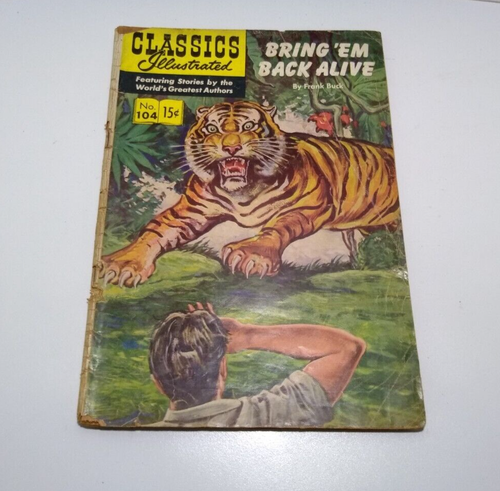 CLASSICS
Illustrated
Featuring Stories by the
World's Greatest Authors
No.
104
15¢
BRING 'EM
BACK ALIVE
By Frank Buck